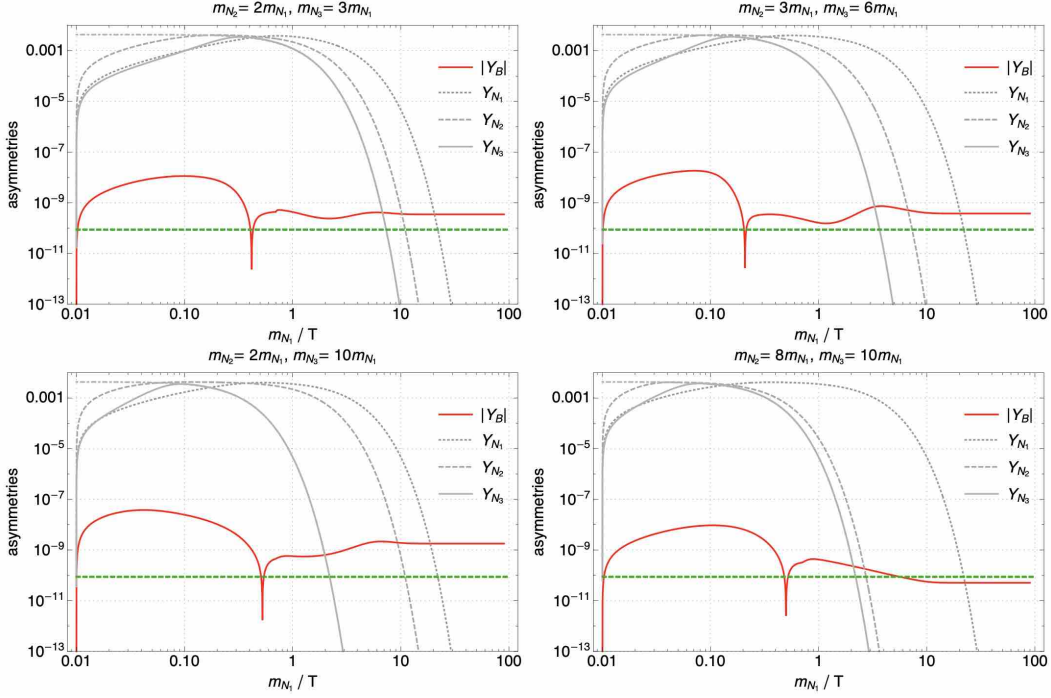 m_{N_2} = 2m_{N_1}, m_{N_3} = 3m_{N_1}
asymmetries
0.001
10^{-5}
10^{-7}
10^{-9}
10^{-11}
10^{-13}
|Y_B|
Y_{N_1}
Y_{N_2}
Y_{N_3}
0.01 0.10 1 10 100
m_{N_1} / T
m_{N_2} = 3m_{N_1}, m_{N_3} = 6m_{N_1}
asymmetries
0.001
10^{-5}
10^{-7}
10^{-9}
10^{-11}
10^{-13}
|Y_B|
Y_{N_1}
Y_{N_2}
Y_{N_3}
0.01 0.10 1 10 100
m_{N_1} / T
m_{N_2} = 2m_{N_1}, m_{N_3} = 10m_{N_1}
asymmetries
0.001
10^{-5}
10^{-7}
10^{-9}
10^{-11}
10^{-13}
|Y_B|
Y_{N_1}
Y_{N_2}
Y_{N_3}
0.01 0.10 1 10 100
m_{N_1} / T
m_{N_2} = 8m_{N_1}, m_{N_3} = 10m_{N_1}
asymmetries
0.001
10^{-5}
10^{-7}
10^{-9}
10^{-11}
10^{-13}
|Y_B|
Y_{N_1}
Y_{N_2}
Y_{N_3}
0.01 0.10 1 10 100
m_{N_1} / T